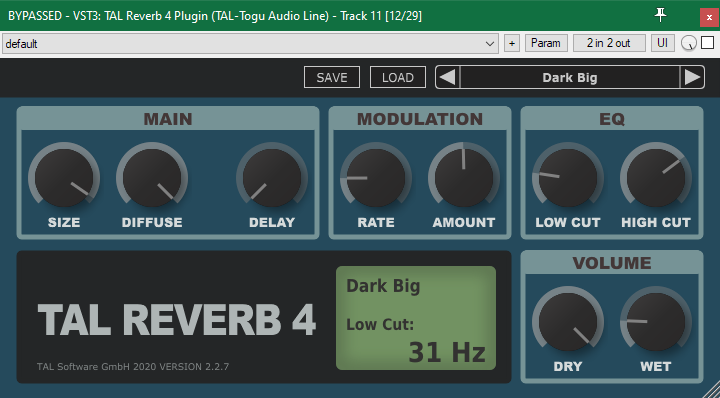 BYPASSED - VST3: TAL Reverb 4 Plugin (TAL-Togu Audio Line) - Track 11 [12/29]
default
+
Param
2 in 2 out
UI
SAVE
LOAD
Dark Big
MAIN
SIZE
DIFFUSE
DELAY
MODULATION
RATE
AMOUNT
EQ
LOW CUT
HIGH CUT
TAL REVERB 4
TAL Software GmbH 2020 VERSION 2.2.7
Dark Big
Low Cut:
31 Hz
VOLUME
DRY
WET